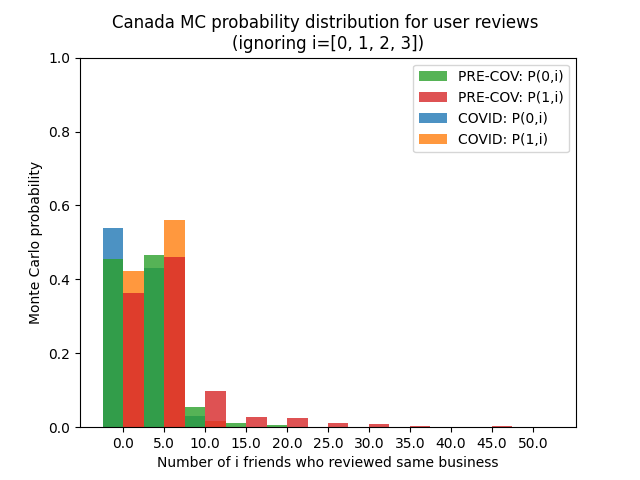 Canada MC probability distribution for user reviews
(ignoring i=[0, 1, 2, 3])
1.0
0.8
0.6
0.4
0.2
0.0
Monte Carlo probability
PRE-COV: P(0,i)
PRE-COV: P(1,i)
COVID: P(0,i)
COVID: P(1,i)
0.0 5.0 10.0 15.0 20.0 25.0 30.0 35.0 40.0 45.0 50.0
Number of i friends who reviewed same business